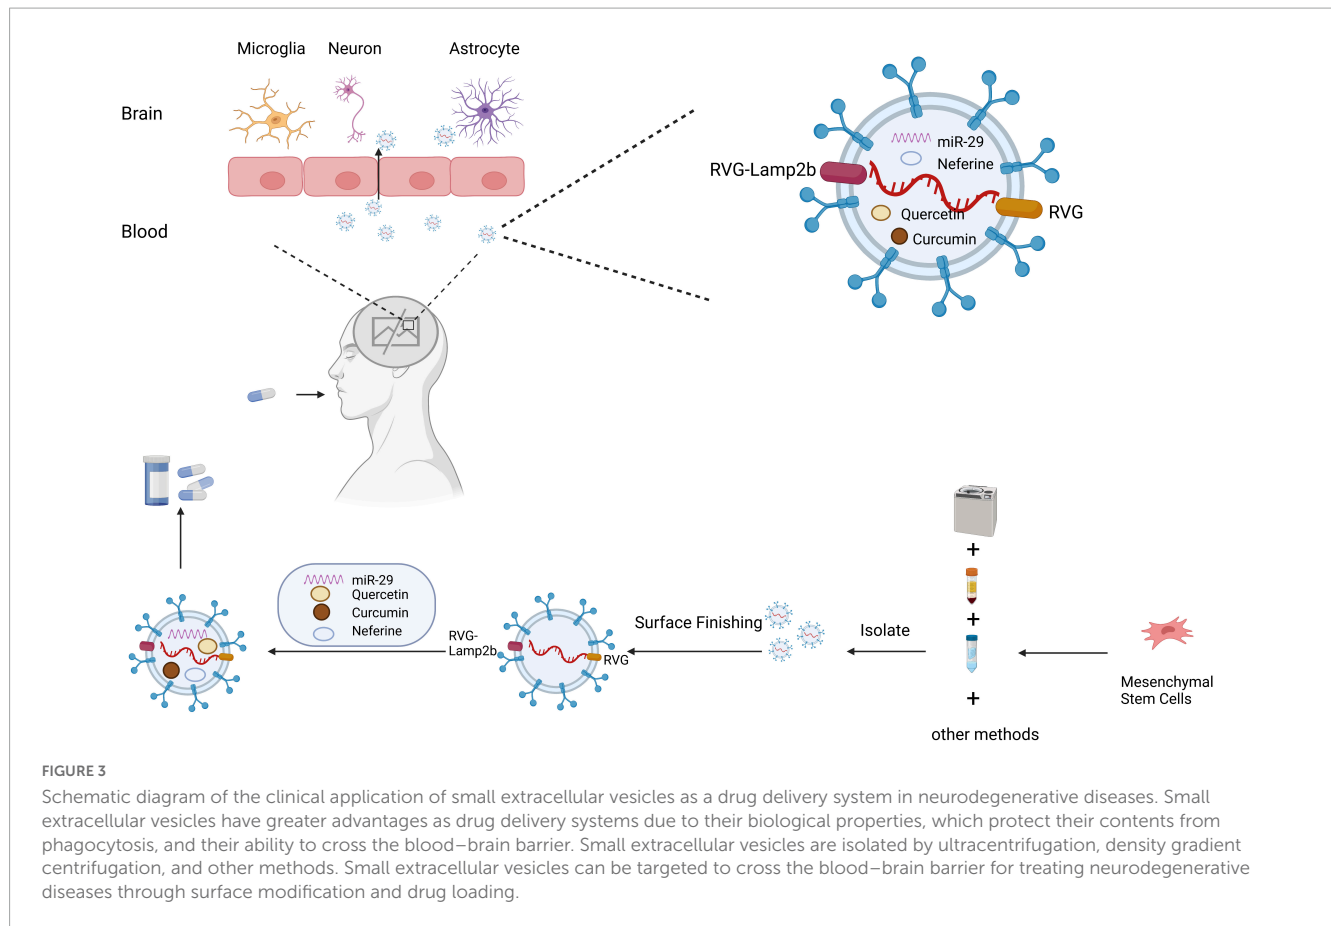 Microglia
Neuron
Astrocyte
Brain
Blood
miR-29
Neferine
RVG-Lamp2b
RVG
Quercetin
Curcumin
miR-29
Quercetin
Curcumin
Neferine
RVG-
Lamp2b
RVG
Surface Finishing
Isolate
+
+
+
other methods
Mesenchymal
Stem Cells
FIGURE 3
Schematic diagram of the clinical application of small extracellular vesicles as a drug delivery system in neurodegenerative diseases. Small
extracellular vesicles have greater advantages as drug delivery systems due to their biological properties, which protect their contents from
phagocytosis, and their ability to cross the blood–brain barrier. Small extracellular vesicles are isolated by ultracentrifugation, density gradient
centrifugation, and other methods. Small extracellular vesicles can be targeted to cross the blood–brain barrier for treating neurodegenerative
diseases through surface modification and drug loading.